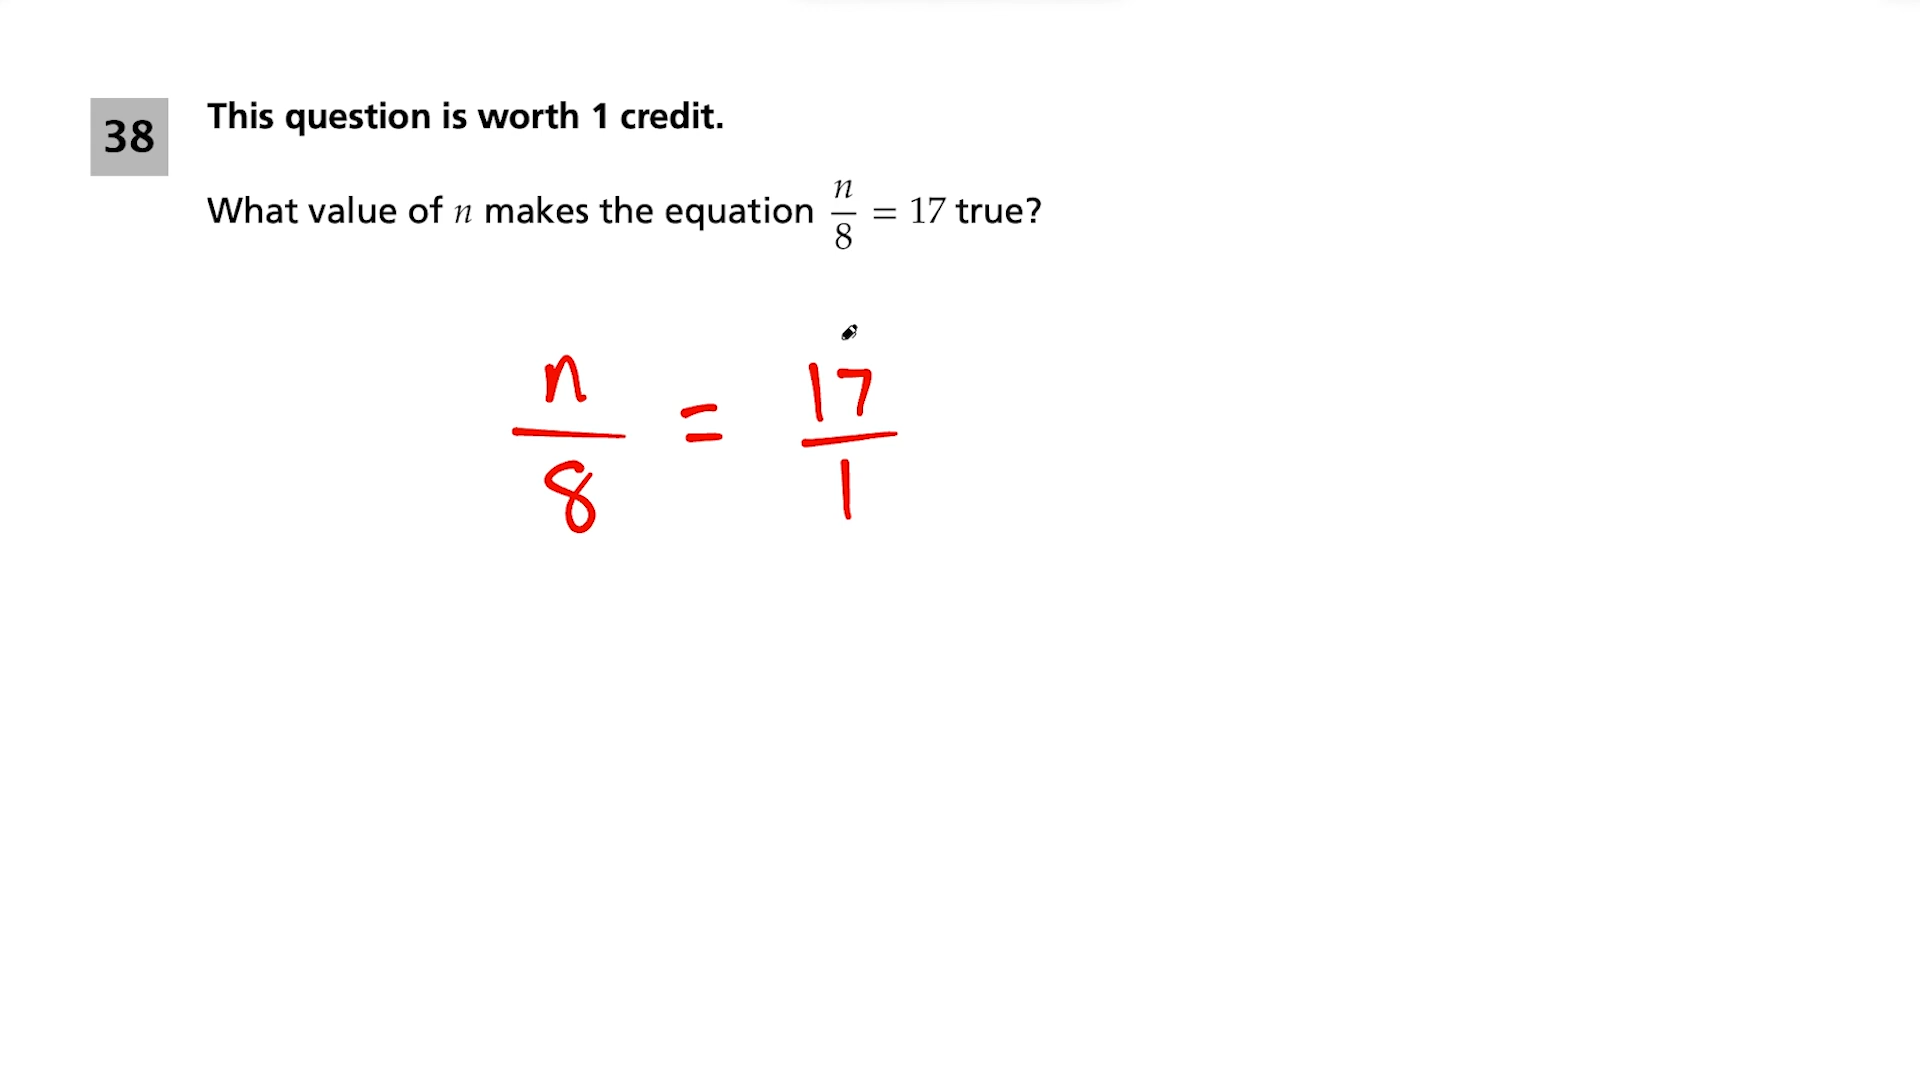 38
This question is worth 1 credit.
What value of n makes the equation n/8 = 17 true?
n/8 = 17/1